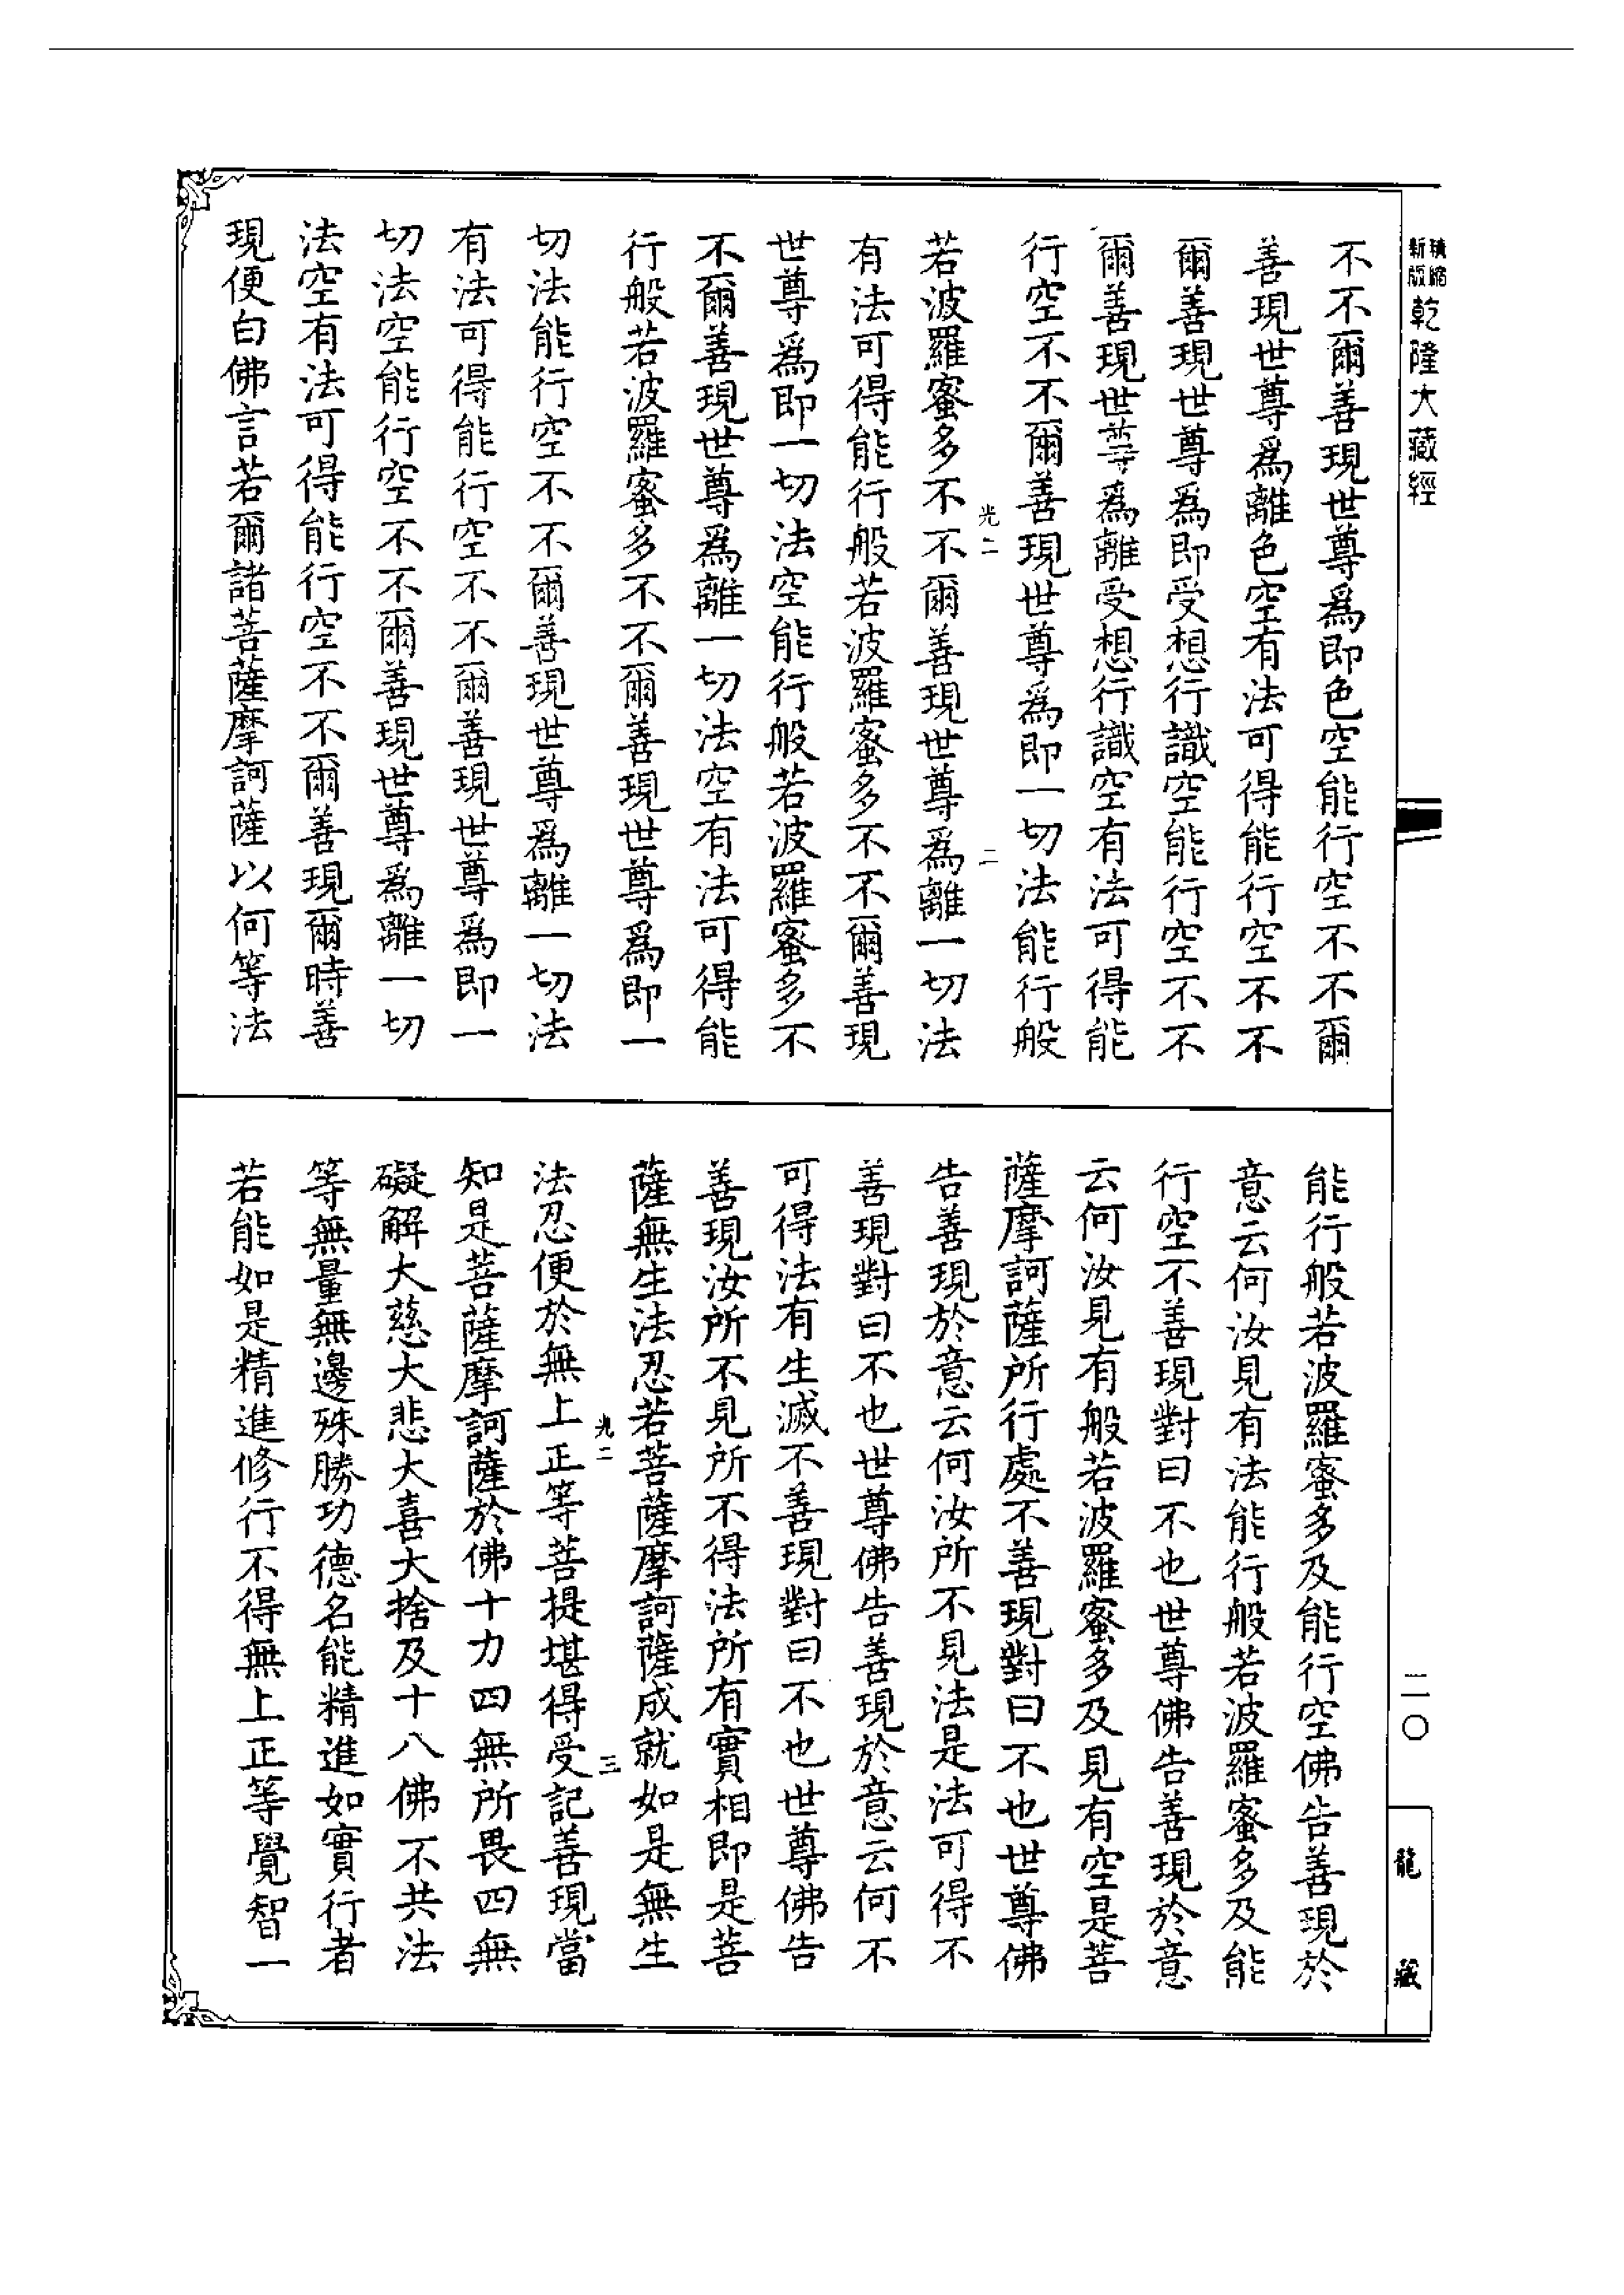 新版 積縮
乾隆大藏經
不不爾善現世尊爲即色空能行空不不爾
善現世尊爲離色空有法可得能行空不不
爾善現世尊爲即受想行識空能行空不不
爾善現世尊爲離受想行識空有法可得能
行空不不爾善現世尊爲即一切法能行般
光二 二
若波羅蜜多不不爾善現世尊爲離一切法
有法可得能行般若波羅蜜多不不爾善現
世尊爲即一切法空能行般若波羅蜜多不
不爾善現世尊爲離一切法空有法可得能
行般若波羅蜜多不不爾善現世尊爲即一
切法能行空不不爾善現世尊爲離一切法
有法可得能行空不不爾善現世尊爲即一
切法空能行空不不爾善現世尊爲離一切
法空有法可得能行空不不爾善現爾時善
現便白佛言若爾諸菩薩摩訶薩以何等法
能行般若波羅蜜多及能行空佛告善現於
意云何汝見有法能行般若波羅蜜多及能
行空不善現對曰不也世尊佛告善現於意
云何汝見有般若波羅蜜多及見有空是菩
薩摩訶薩所行處不善現對曰不也世尊佛
告善現於意云何汝所不見法是法可得不
善現對曰不也世尊佛告善現於意云何不
可得法有生滅不善現對曰不也世尊佛告
善現汝所不見所不得法所有實相即是菩
薩無生法忍若菩薩摩訶薩成就如是無生
光二 三
法忍便於無上正等菩提堪得受記善現當
知是菩薩摩訶薩於佛十力四無所畏四無
礙解大慈大悲大喜大捨及十八佛不共法
等無量無邊殊勝功德名能精進如實行者
若能如是精進修行不得無上正等覺智一
二〇
龍藏